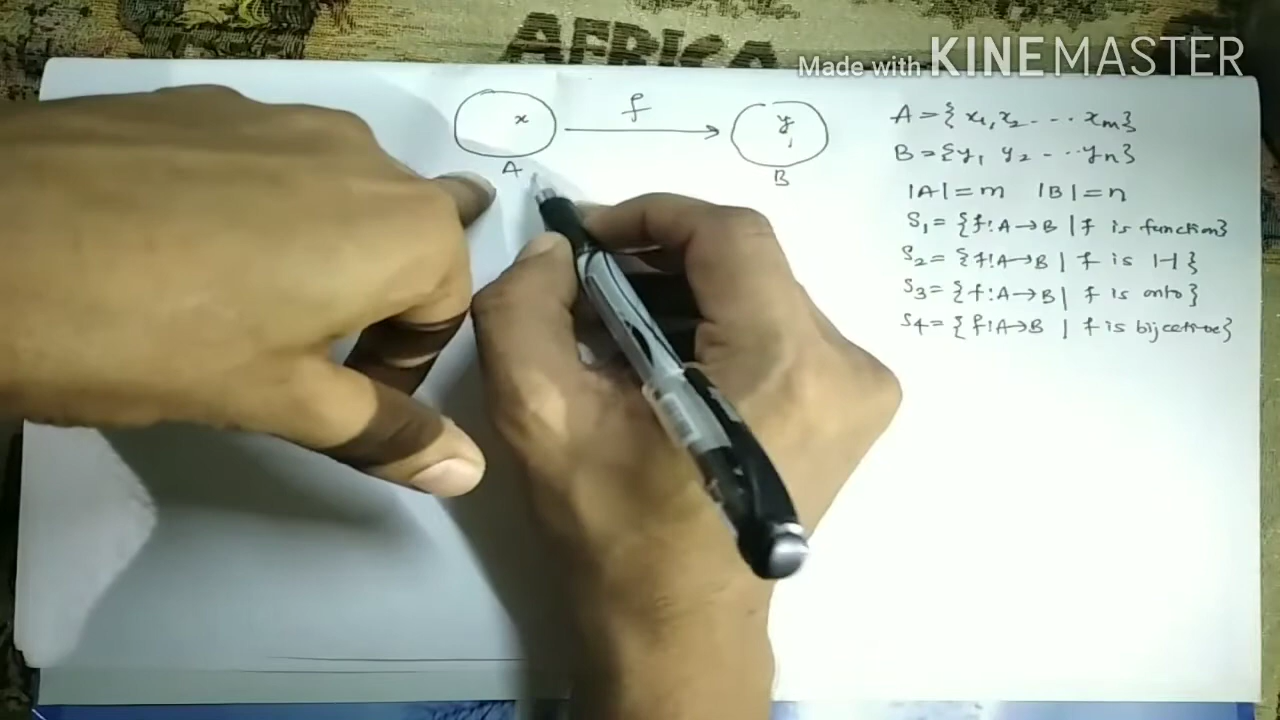 AFRICA
Made with KINEMASTER
f
x
y
A
B
A = {x1, x2 --- xm}
B = {y1 y2 --- yn}
|A| = m |B| = n
S1 = {f: A→B | f is function}
S2 = {f: A→B | f is 1-1}
S3 = {f: A→B | f is onto}
S4 = {f: A→B | f is bijective}